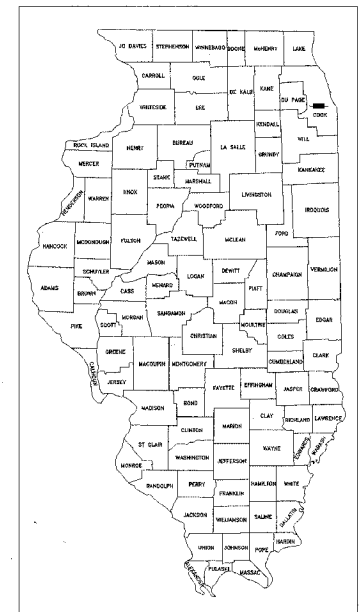 JO DAVIES STEPHENSON WINNEBAGO BOONE McHENRY LAKE
CARROLL OGLE
DE KALB KANE
DU PAGE
COOK
WHITESIDE LEE
KENDALL
WILL
ROCK ISLAND HENRY BUREAU LA SALLE
GRUNDY
MERCER
PUTNAM
STARK
MARSHALL
KANKAKEE
HENDERSON WARREN KNOX
PEORIA WOODFORD LIVINGSTON
IROQUOIS
FORD
HANCOCK MCDONOUGH FULTON TAZEWELL MCLEAN
MASON
SCHUYLER
LOGAN DEWITT
CHAMPAIGN VERMILION
ADAMS BROWN CASS MENARD
PIATT
MACON
PIKE SCOTT MORGAN SANGAMON
DOUGLAS
EDGAR
MOULTRIE
CHRISTIAN
COLES
GREENE
SHELBY
CLARK
CALHOUN JERSEY MACOUPIN MONTGOMERY
CUMBERLAND
FAYETTE EFFINGHAM JASPER CRAWFORD
MADISON BOND
CLAY
RICHLAND LAWRENCE
CLINTON MARION
ST CLAIR
WAYNE EDWARDS WABASH
MONROE WASHINGTON JEFFERSON
RANDOLPH PERRY
HAMILTON WHITE
FRANKLIN
JACKSON WILLIAMSON SALINE GALLATIN
HARDIN
UNION JOHNSON POPE
ALEXANDER PULASKI MASSAC